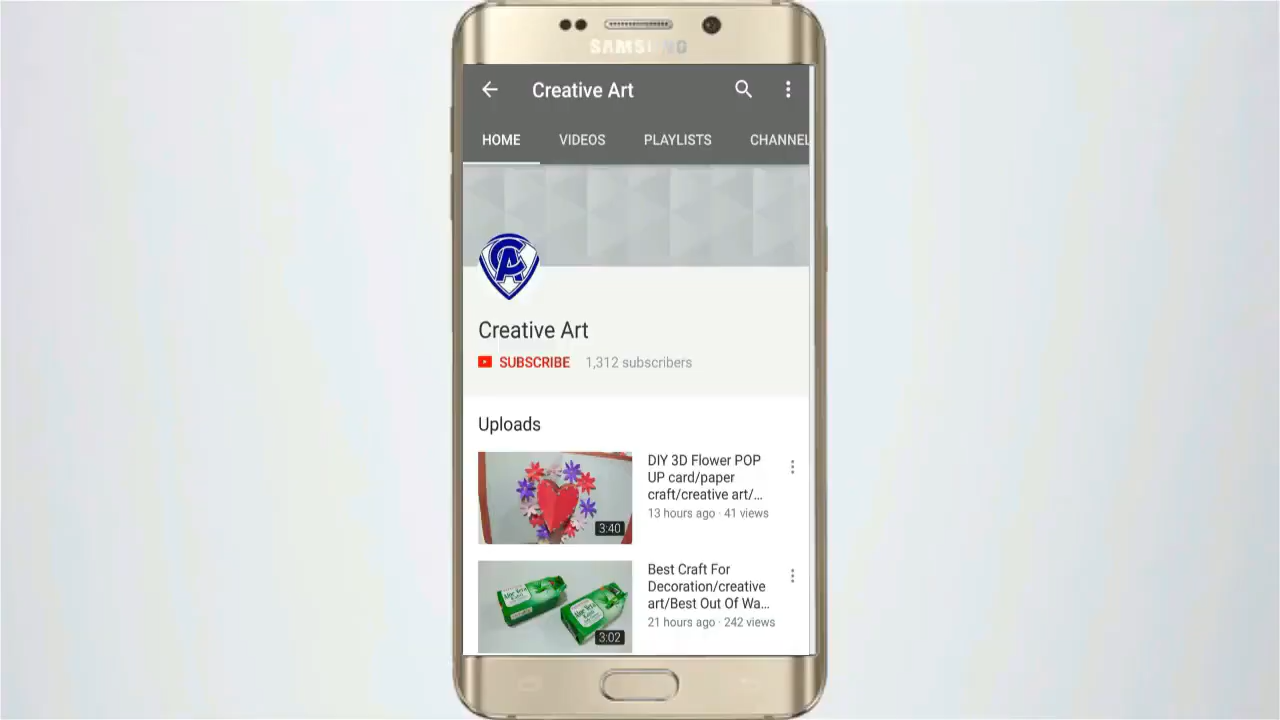 SAMSUNG
Creative Art
HOME VIDEOS PLAYLISTS CHANNEL
CA
Creative Art
SUBSCRIBE 1,312 subscribers
Uploads
DIY 3D Flower POP
UP card/paper
craft/creative art/...
13 hours ago · 41 views
3:40
Best Craft For
Decoration/creative
art/Best Out Of Wa...
21 hours ago · 242 views
3:02